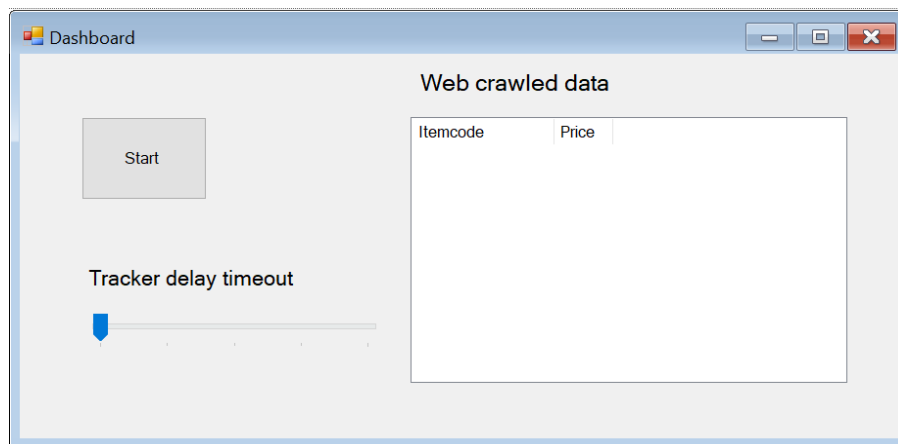 Dashboard
Web crawled data
Itemcode Price
Start
Tracker delay timeout